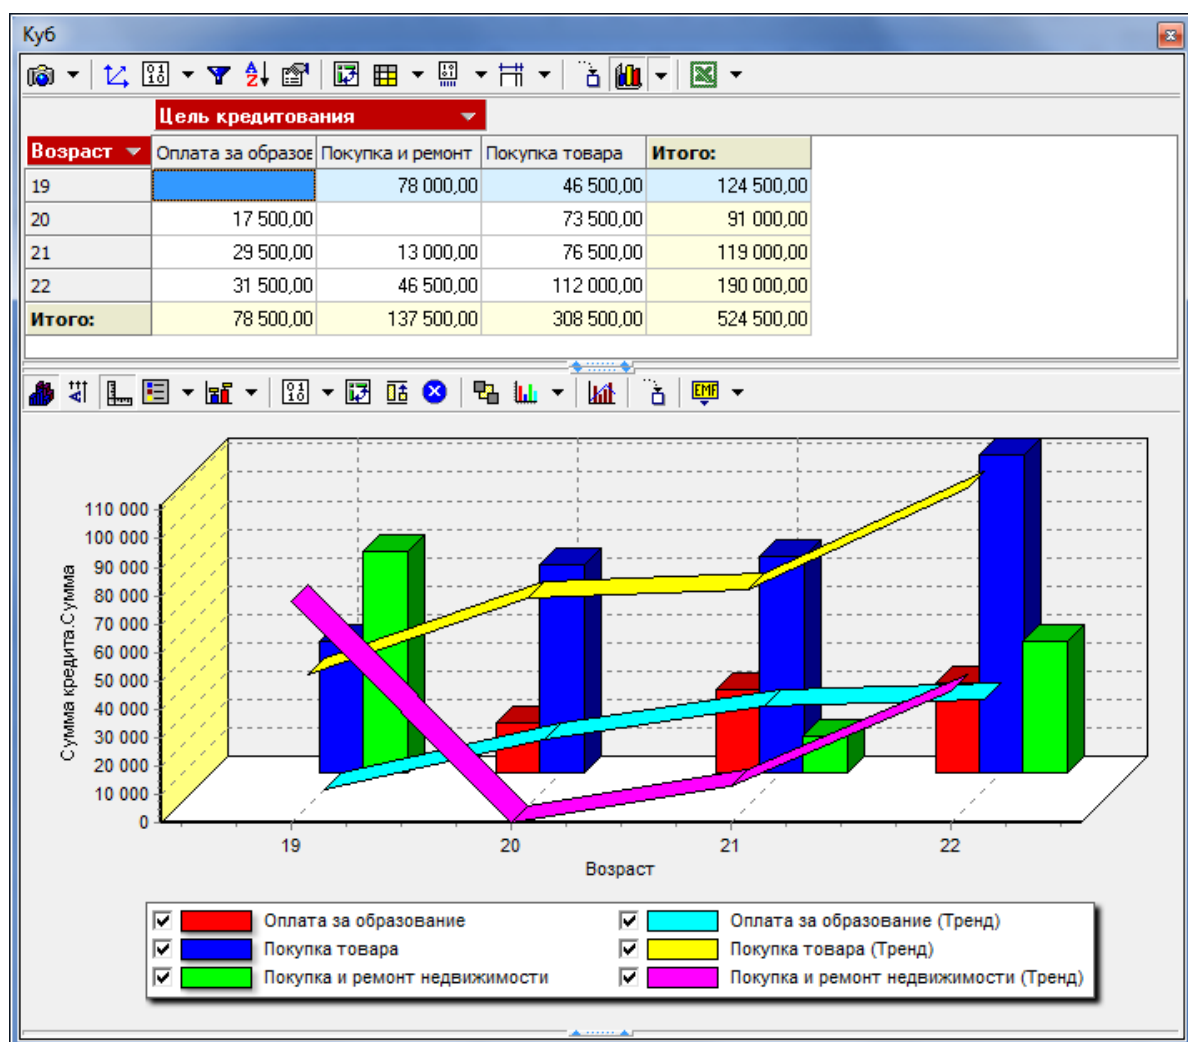 Куб
Цель кредитования
Возраст Оплата за образов Покупка и ремонт Покупка товара Итого:
19 78 000,00 46 500,00 124 500,00
20 17 500,00 73 500,00 91 000,00
21 29 500,00 13 000,00 76 500,00 119 000,00
22 31 500,00 46 500,00 112 000,00 190 000,00
Итого: 78 500,00 137 500,00 308 500,00 524 500,00
EMF
Сумма кредита.Сумма
110 000
100 000
90 000
80 000
70 000
60 000
50 000
40 000
30 000
20 000
10 000
0
19 20 21 22
Возраст
Оплата за образование Оплата за образование (Тренд)
Покупка товара Покупка товара (Тренд)
Покупка и ремонт недвижимости Покупка и ремонт недвижимости (Тренд)